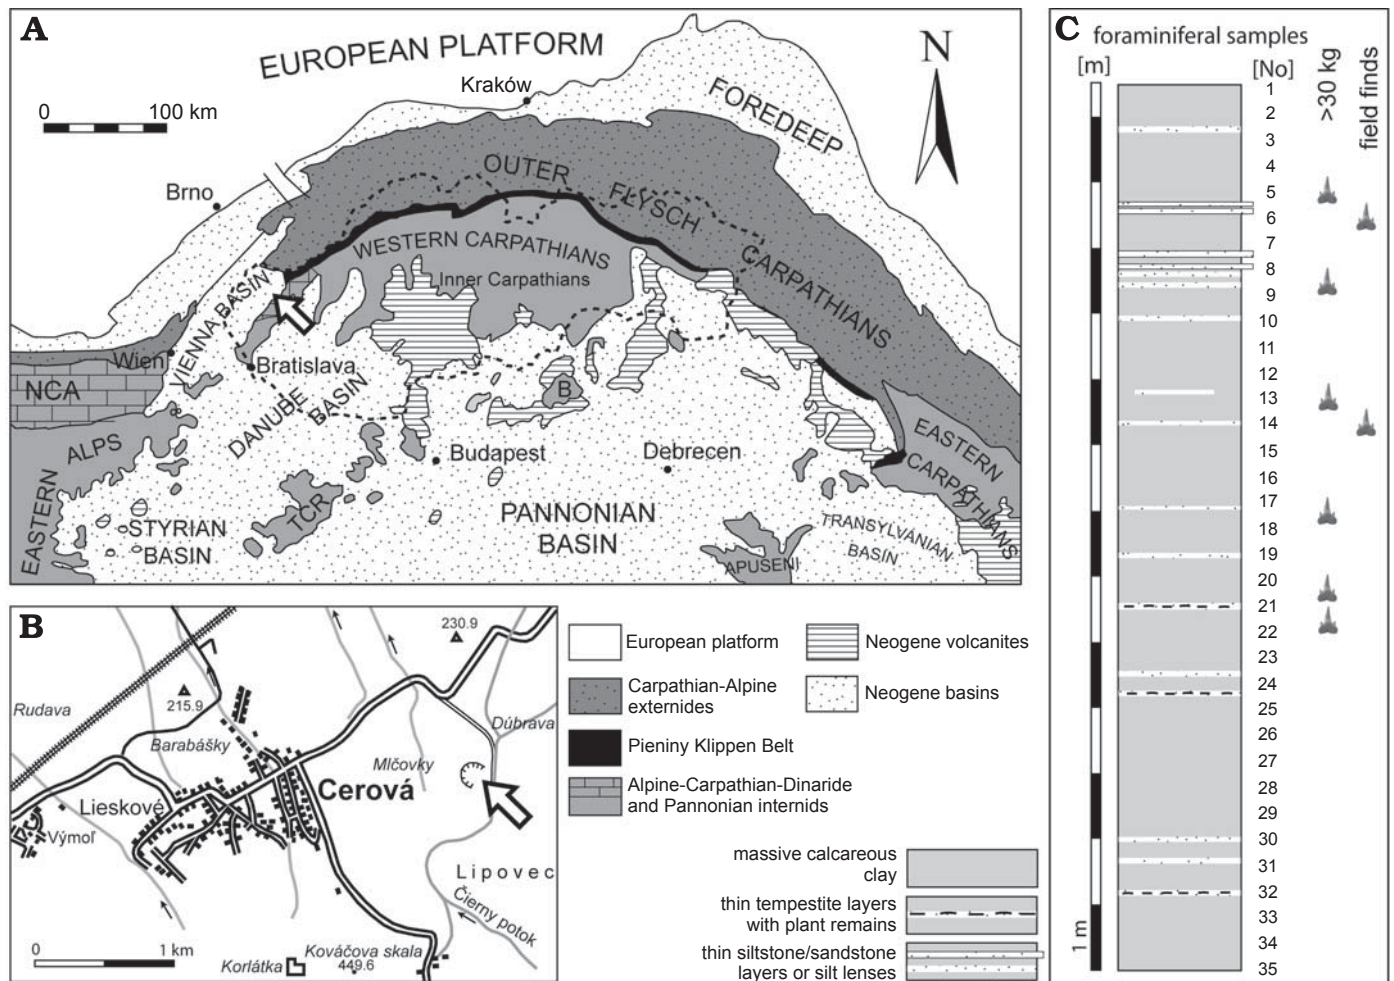 A
EUROPEAN PLATFORM
N
Kraków
0 100 km
FOREDEEP
OUTER
FLYSCH
CARPATHIANS
Brno
WESTERN CARPATHIANS
Inner Carpathians
VIENNA BASIN
Wien
Bratislava
NCA
DANUBE
BASIN
B
ALPS
EASTERN
Budapest
Debrecen
EASTERN
CARPATHIANS
TCR
STYRIAN
BASIN
PANNONIAN
BASIN
TRANSYLVANIAN
BASIN
APUSENI
B
230.9
215.9
Rudava
Barabášky
Dúbrava
Mlčovky
Cerová
Lieskové
Výmoľ
Lipovec
Čierny potok
0 1 km
Kováčova skala
449.6
Korlátka
European platform
Neogene volcanites
Carpathian-Alpine
externides
Neogene basins
Pieniny Klippen Belt
Alpine-Carpathian-Dinaride
and Pannonian internids
massive calcareous
clay
thin tempestite layers
with plant remains
thin siltstone/sandstone
layers or silt lenses
C
foraminiferal samples
[m]
[No]
>30 kg
field finds
1
2
3
4
5
6
7
8
9
10
11
12
13
14
15
16
17
18
19
20
21
22
23
24
25
26
27
28
29
30
31
32
33
34
35
1 m